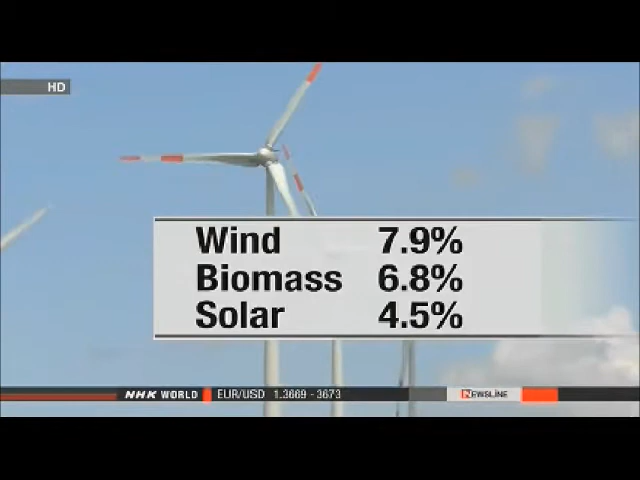 HD
Wind 7.9%
Biomass 6.8%
Solar 4.5%
NHK WORLD EUR/USD 1.3669 - 3673 NEWSLINE